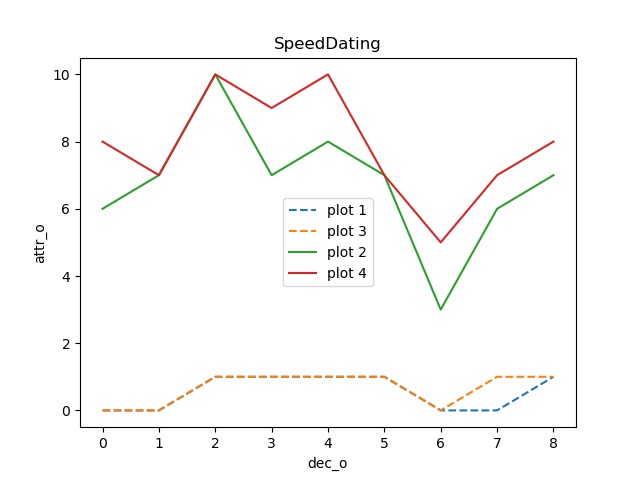 SpeedDating
10
8
6
4
2
0
attr_o
plot 1
plot 3
plot 2
plot 4
0 1 2 3 4 5 6 7 8
dec_o